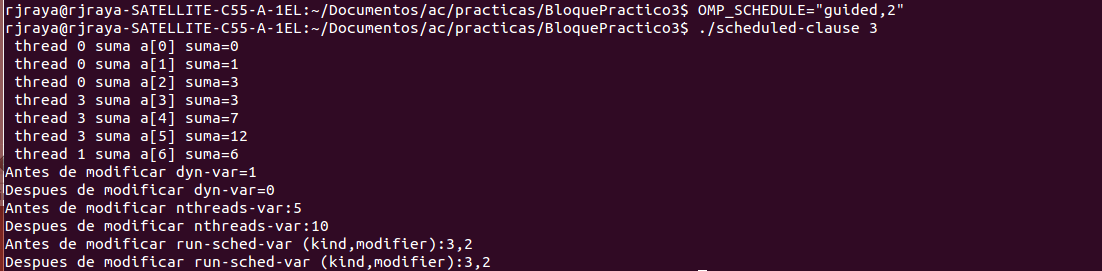 rjraya@rjraya-SATELLITE-C55-A-1EL:~/Documentos/ac/practicas/BloquePractico3$ OMP_SCHEDULE="guided,2"
rjraya@rjraya-SATELLITE-C55-A-1EL:~/Documentos/ac/practicas/BloquePractico3$ ./scheduled-clause 3
thread 0 suma a[0] suma=0
thread 0 suma a[1] suma=1
thread 0 suma a[2] suma=3
thread 3 suma a[3] suma=3
thread 3 suma a[4] suma=7
thread 3 suma a[5] suma=12
thread 1 suma a[6] suma=6
Antes de modificar dyn-var=1
Despues de modificar dyn-var=0
Antes de modificar nthreads-var:5
Despues de modificar nthreads-var:10
Antes de modificar run-sched-var (kind,modifier):3,2
Despues de modificar run-sched-var (kind,modifier):3,2